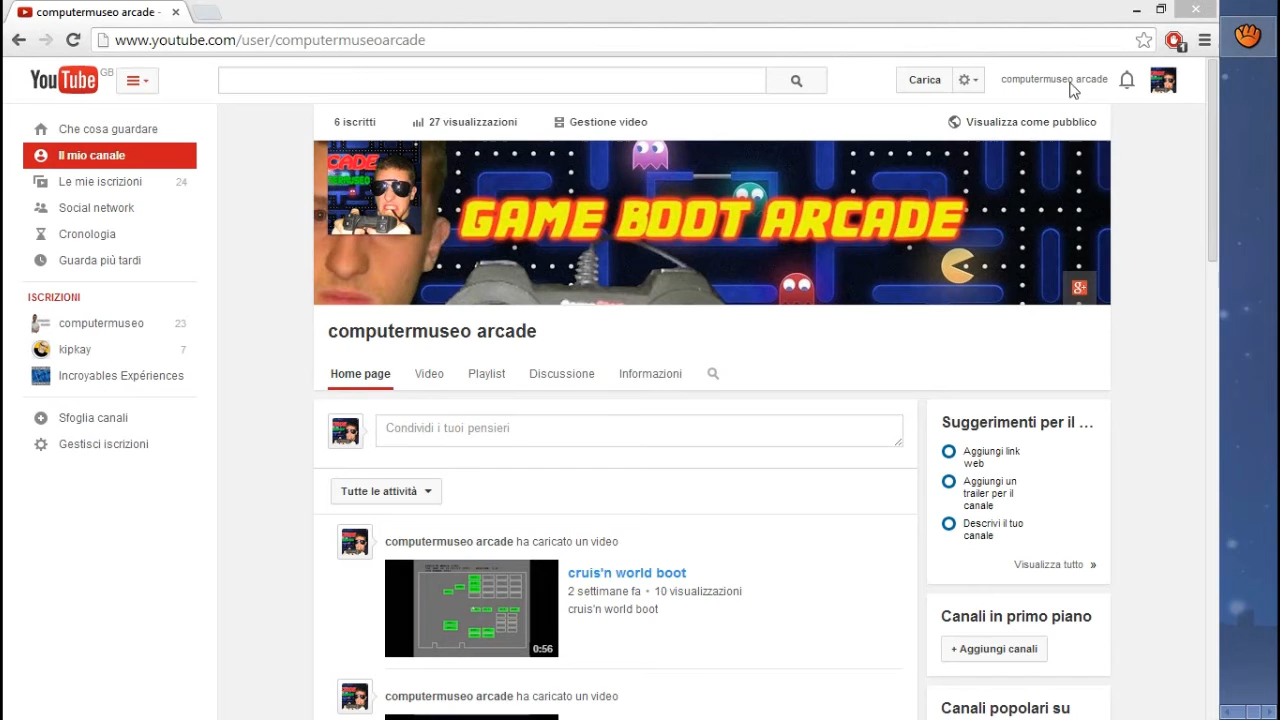 computermuseo arcade -
www.youtube.com/user/computermuseoarcade
1
YouTube GB
Carica
computermuseo arcade
6 iscritti
27 visualizzazioni
Gestione video
Visualizza come pubblico
Che cosa guardare
Il mio canale
Le mie iscrizioni 24
Social network
Cronologia
Guarda più tardi
ISCRIZIONI
computermuseo 23
kipkay 7
Incroyables Expériences
Sfoglia canali
Gestisci iscrizioni
ARCADE
GAME BOOT ARCADE
g+
computermuseo arcade
Home page Video Playlist Discussione Informazioni
Condividi i tuoi pensieri
Tutte le attività
computermuseo arcade ha caricato un video
cruis'n world boot
2 settimane fa • 10 visualizzazioni
cruis'n world boot
0:56
computermuseo arcade ha caricato un video
Suggerimenti per il ...
Aggiungi link
web
Aggiungi un
trailer per il
canale
Descrivi il tuo
canale
Visualizza tutto »
Canali in primo piano
+ Aggiungi canali
Canali popolari su